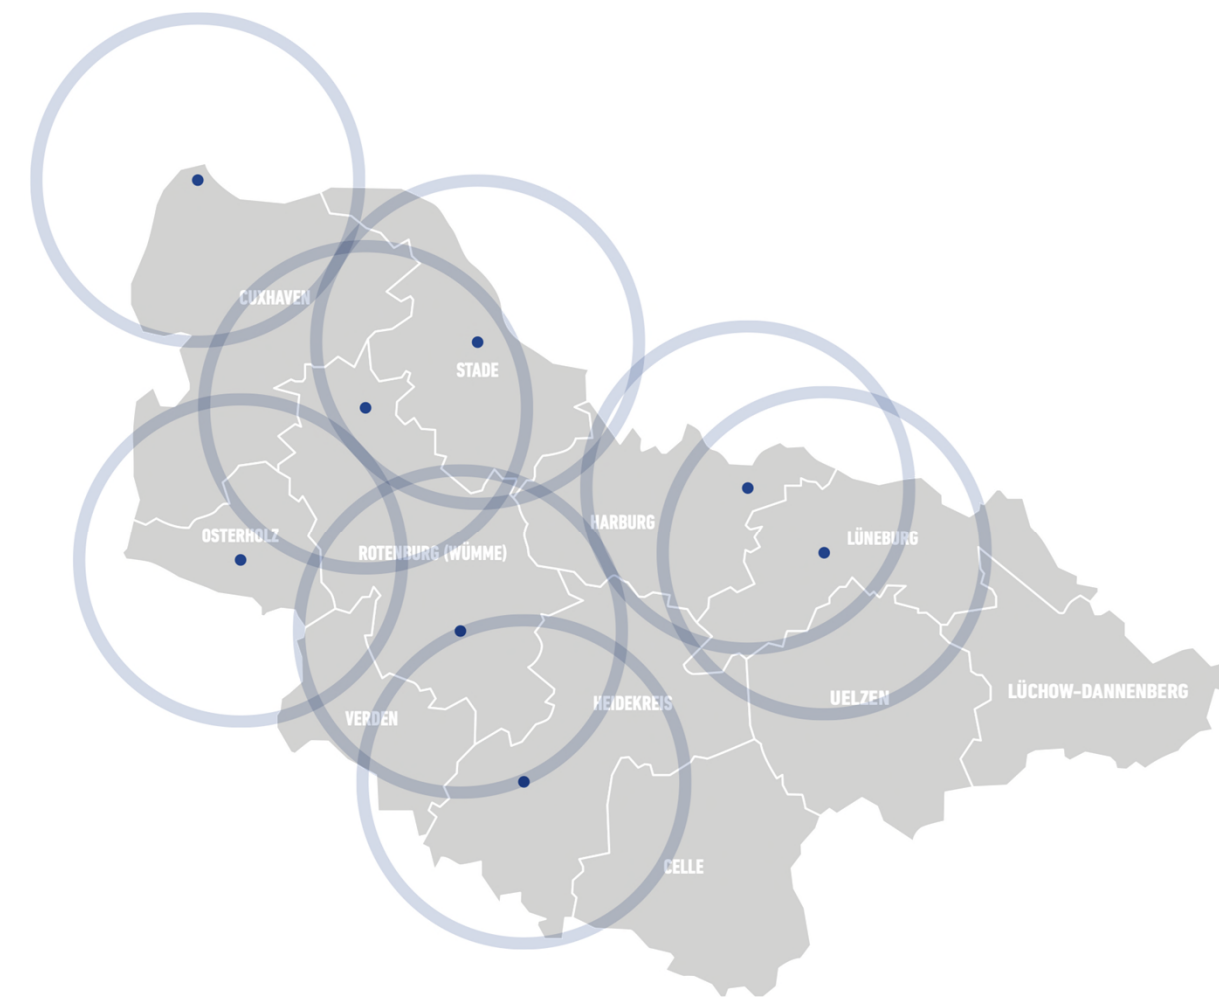 CUXHAVEN
STADE
HARBURG
OSTERHOLZ
LÜNEBURG
ROTENBURG (WÜMME)
LÜCHOW-DANNENBERG
UELZEN
HEIDEKREIS
VERDEN
CELLE